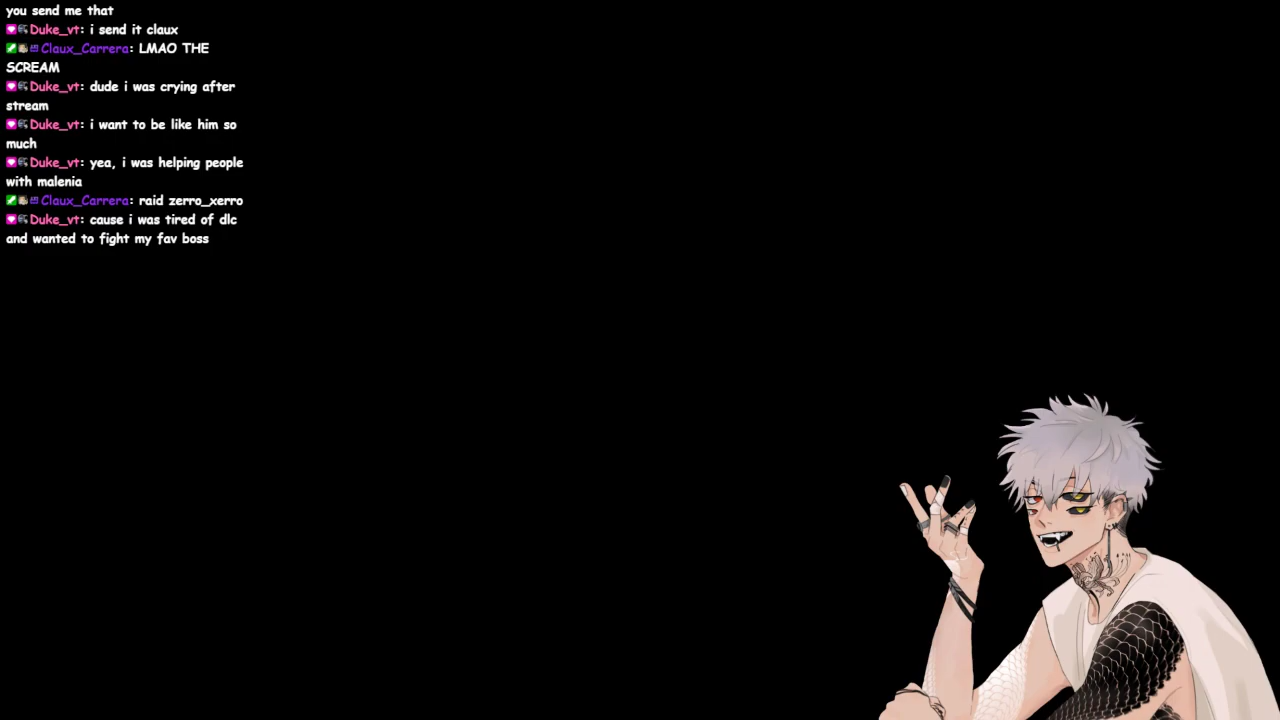 you send me that
Duke_vt: i send it claux
Claux_Carrera: LMAO THE
SCREAM
Duke_vt: dude i was crying after
stream
Duke_vt: i want to be like him so
much
Duke_vt: yea, i was helping people
with malenia
Claux_Carrera: raid zerro_xerro
Duke_vt: cause i was tired of dlc
and wanted to fight my fav boss